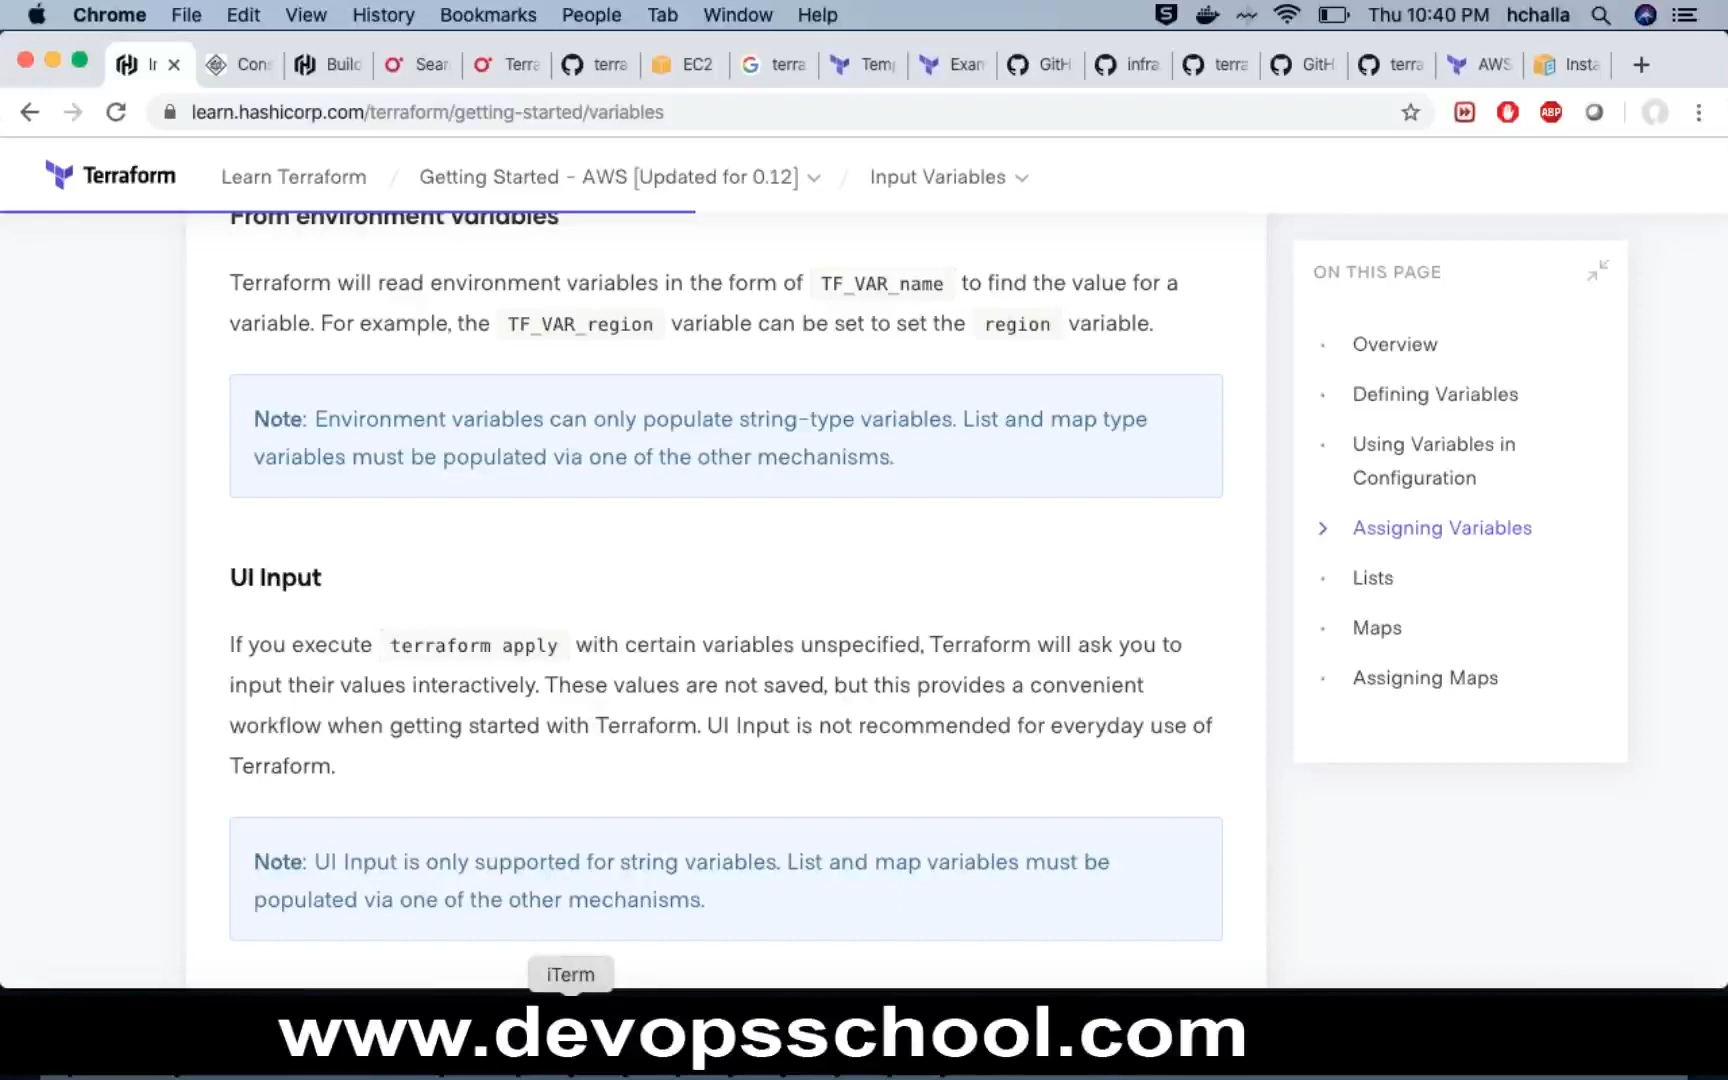 Chrome File Edit View History Bookmarks People Tab Window Help Thu 10:40 PM hchalla
Ir Con Build Sear Terra terra EC2 terra Temp Exan GitH infra terra GitH terra AWS Insta
learn.hashicorp.com/terraform/getting-started/variables
ABP
Terraform Learn Terraform / Getting Started - AWS [Updated for 0.12] / Input Variables
From environment variables
Terraform will read environment variables in the form of TF_VAR_name to find the value for a
variable. For example, the TF_VAR_region variable can be set to set the region variable.
Note: Environment variables can only populate string-type variables. List and map type
variables must be populated via one of the other mechanisms.
UI Input
If you execute terraform apply with certain variables unspecified, Terraform will ask you to
input their values interactively. These values are not saved, but this provides a convenient
workflow when getting started with Terraform. UI Input is not recommended for everyday use of
Terraform.
Note: UI Input is only supported for string variables. List and map variables must be
populated via one of the other mechanisms.
ON THIS PAGE
Overview
Defining Variables
Using Variables in
Configuration
Assigning Variables
Lists
Maps
Assigning Maps
iTerm
www.devopsschool.com